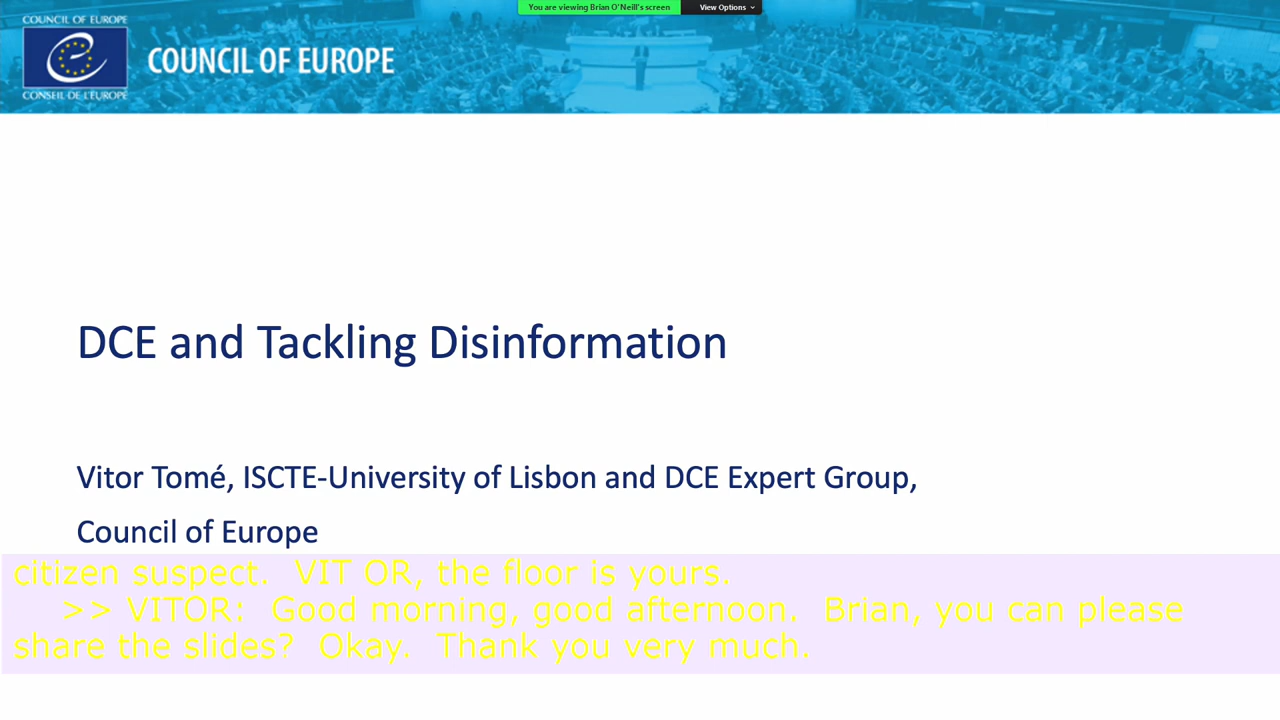 You are viewing Brian O'Neill's screen View Options
COUNCIL OF EUROPE
COUNCIL OF EUROPE
CONSEIL DE L'EUROPE
DCE and Tackling Disinformation
Vitor Tomé, ISCTE-University of Lisbon and DCE Expert Group,
Council of Europe
citizen suspect. VIT OR, the floor is yours.
>> VITOR: Good morning, good afternoon. Brian, you can please
share the slides? Okay. Thank you very much.